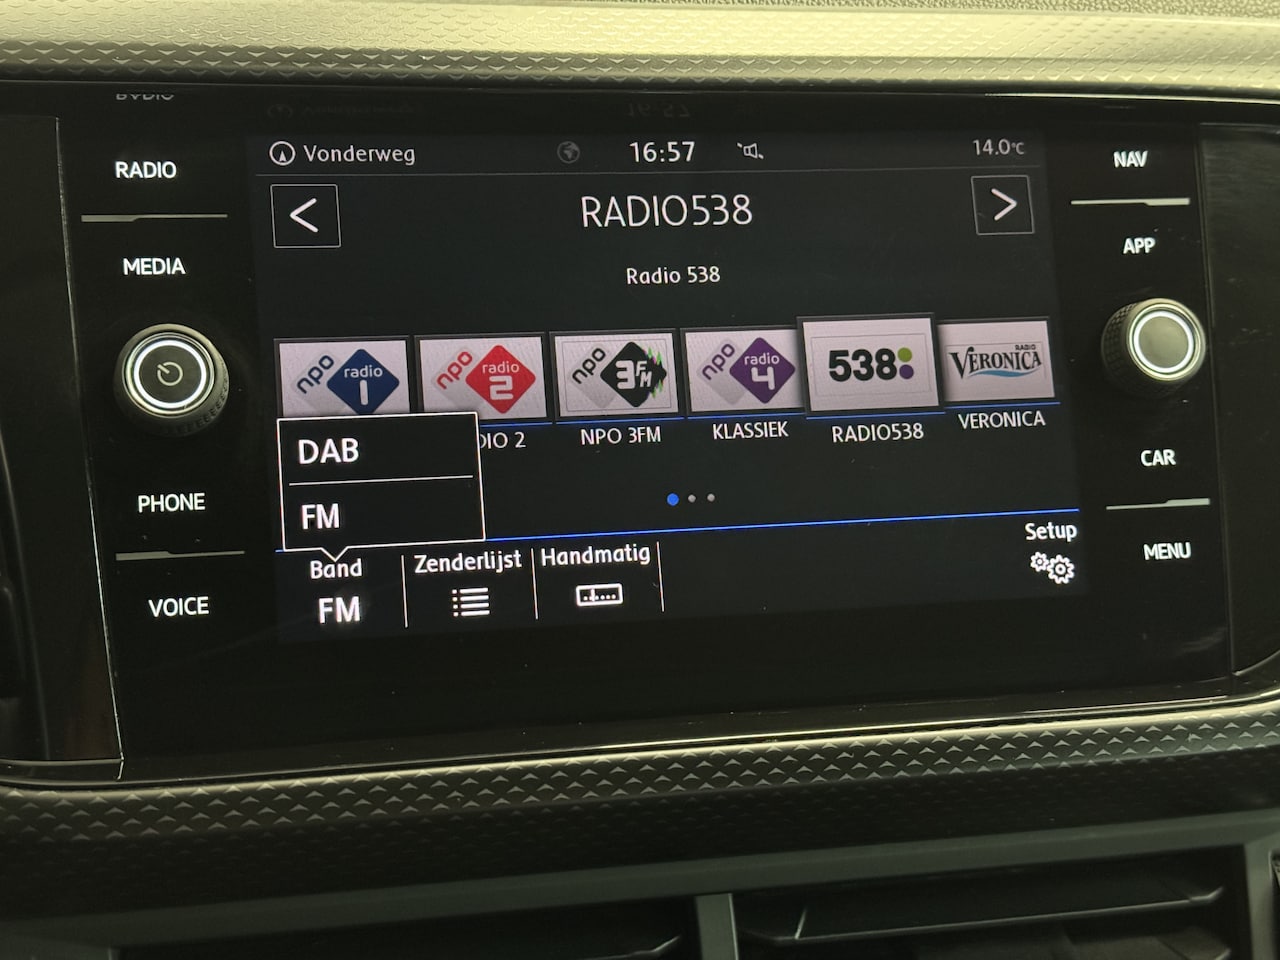 RADIO
MEDIA
PHONE
VOICE
Vonderweg
16:57
14.0°C
<
RADIO538
>
Radio 538
npo radio 1
npo radio 2
npo 3FM
npo radio 4
538
RADIO VERONICA
DIO 2
NPO 3FM
KLASSIEK
RADIO538
VERONICA
DAB
FM
Band
FM
Zenderlijst
Handmatig
Setup
NAV
APP
CAR
MENU